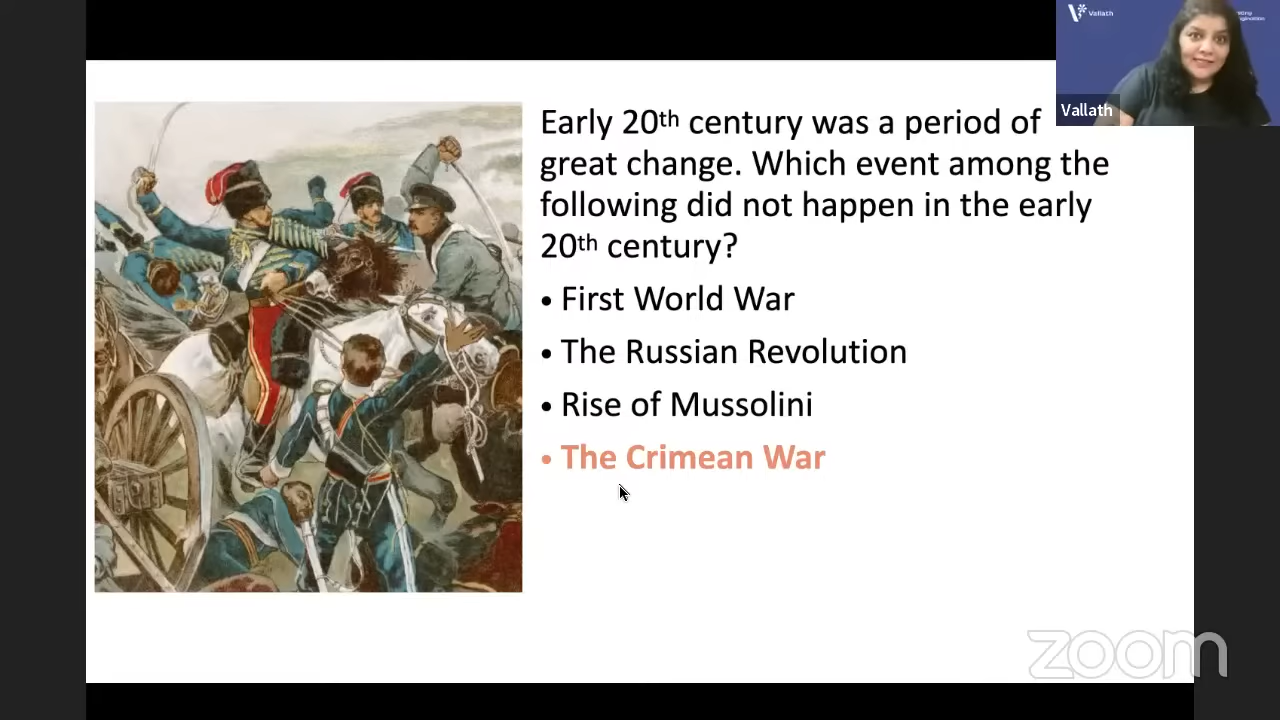 Vallath
Vallath
Early 20th century was a period of
great change. Which event among the
following did not happen in the early
20th century?
• First World War
• The Russian Revolution
• Rise of Mussolini
• The Crimean War
zoom